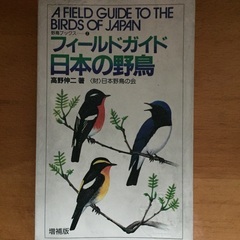 A FIELD GUIDE TO THE
BIRDS OF JAPAN
フィールドガイド
日本の野鳥
高野伸二 著
(財)日本野鳥の会
増補版